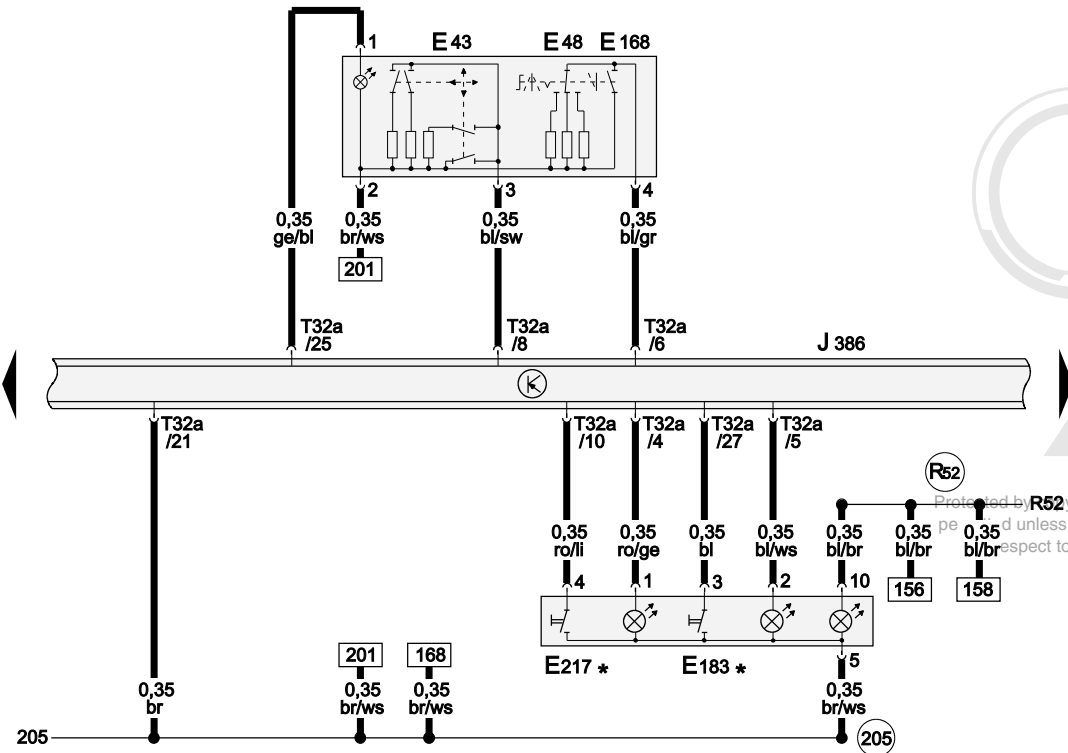 1 E 43 E 48 E 168
2 3 4
0,35 0,35 0,35 0,35
ge/bl br/ws bl/sw bl/gr
201
T32a T32a T32a
/25 /8 /6
J 386
T32a T32a T32a T32a T32a
/21 /10 /4 /27 /5
R52
R52
0,35 0,35 0,35 0,35 0,35 0,35 0,35
ro/li ro/ge bl bl/ws bl/br bl/br bl/br
4 1 3 2 10 156 158
E217 * E183 *
201 168 5
0,35 0,35 0,35 0,35
br br/ws br/ws br/ws
205 205
Protected by
d unless
espect to